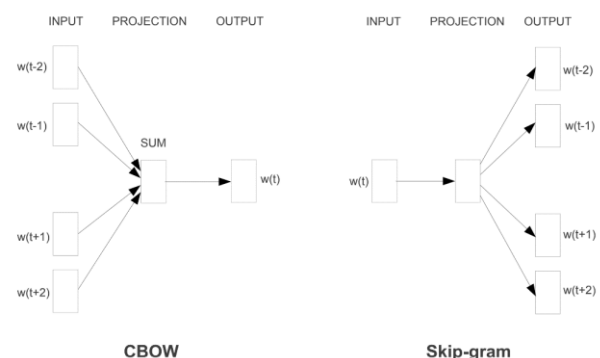 INPUT PROJECTION OUTPUT
w(t-2)
w(t-1)
SUM
w(t)
w(t+1)
w(t+2)
CBOW
INPUT PROJECTION OUTPUT
w(t-2)
w(t-1)
w(t)
w(t+1)
w(t+2)
Skip-gram